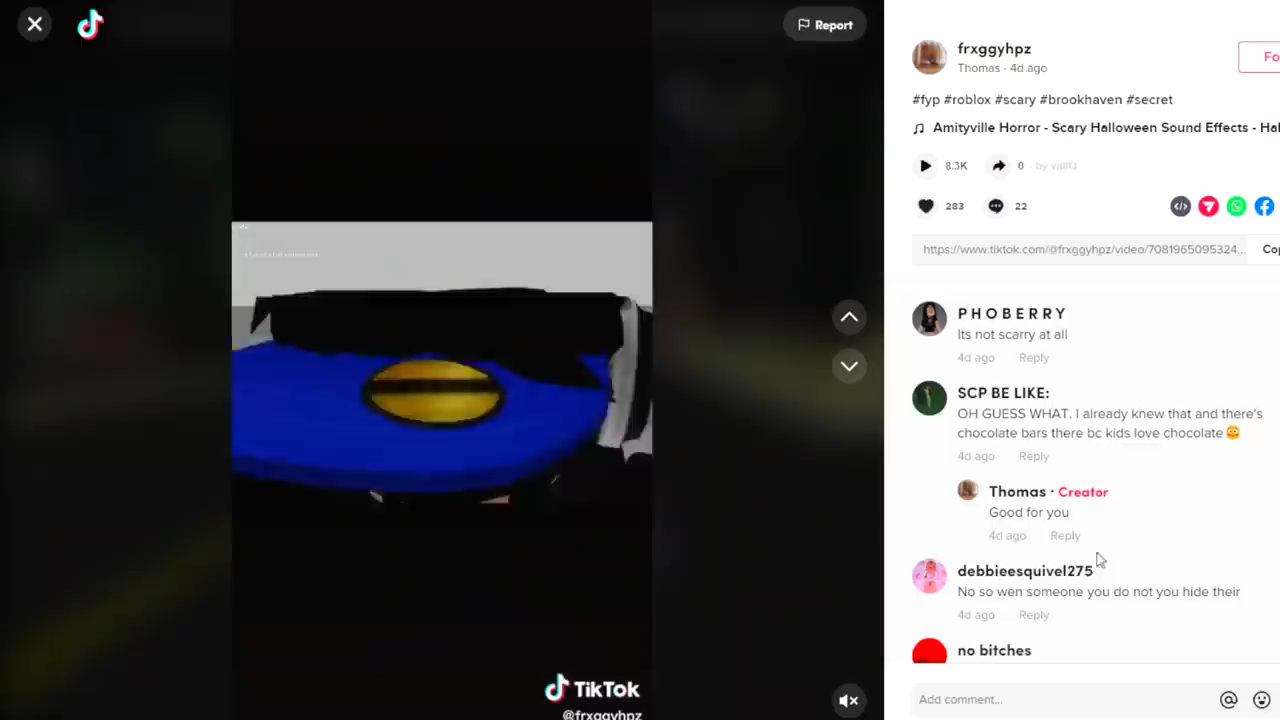 Report
frxggyhpz
Thomas · 4d ago
Fo
#fyp #roblox #scary #brookhaven #secret
Amityville Horror - Scary Halloween Sound Effects - Hal
8.3K
0
283
22
https://www.tiktok.com/@frxggyhpz/video/7081965095324...
Cop
P H O B E R R Y
Its not scarry at all
4d ago Reply
SCP BE LIKE:
OH GUESS WHAT. I already knew that and there's
chocolate bars there bc kids love chocolate
4d ago Reply
Thomas · Creator
Good for you
4d ago Reply
debbieesquivel275
No so wen someone you do not you hide their
4d ago Reply
no bitches
Add comment...
TikTok
@frxggyhpz